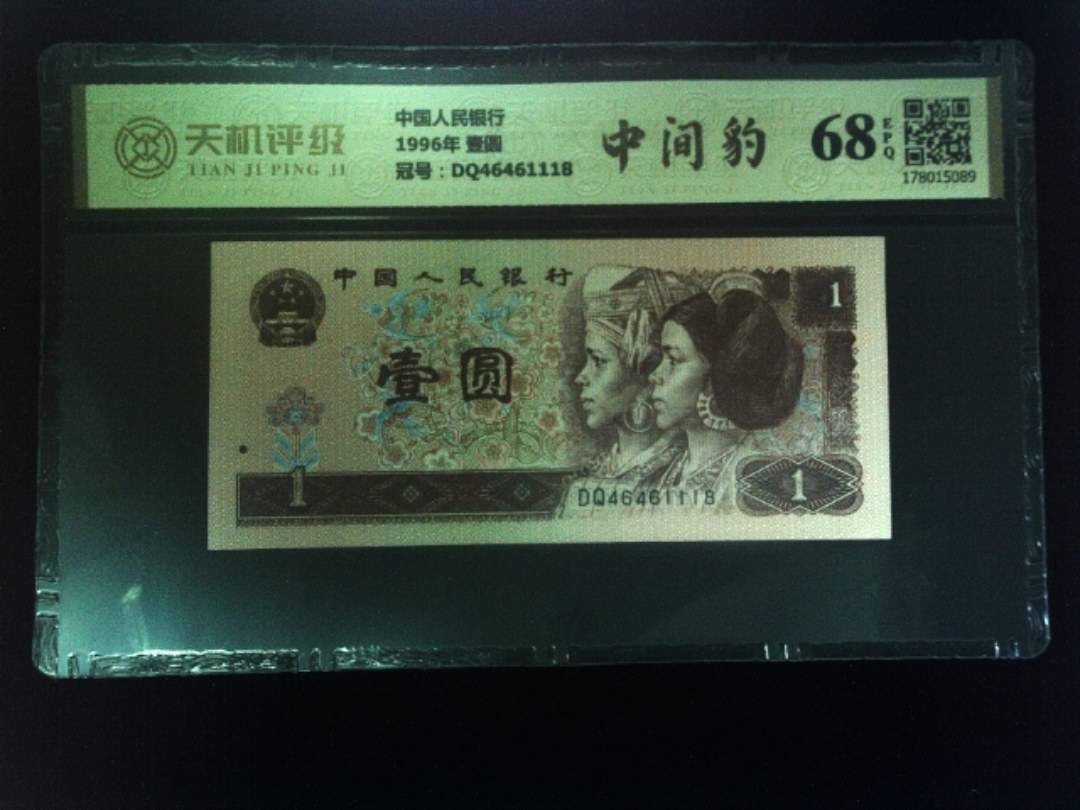 天机评级
TIAN JI PING JI
中国人民银行
1996年 壹圆
冠号：DQ46461118
中间豹
68
EPQ
178015089
中国人民银行
1
壹圆
1
DQ46461118
1